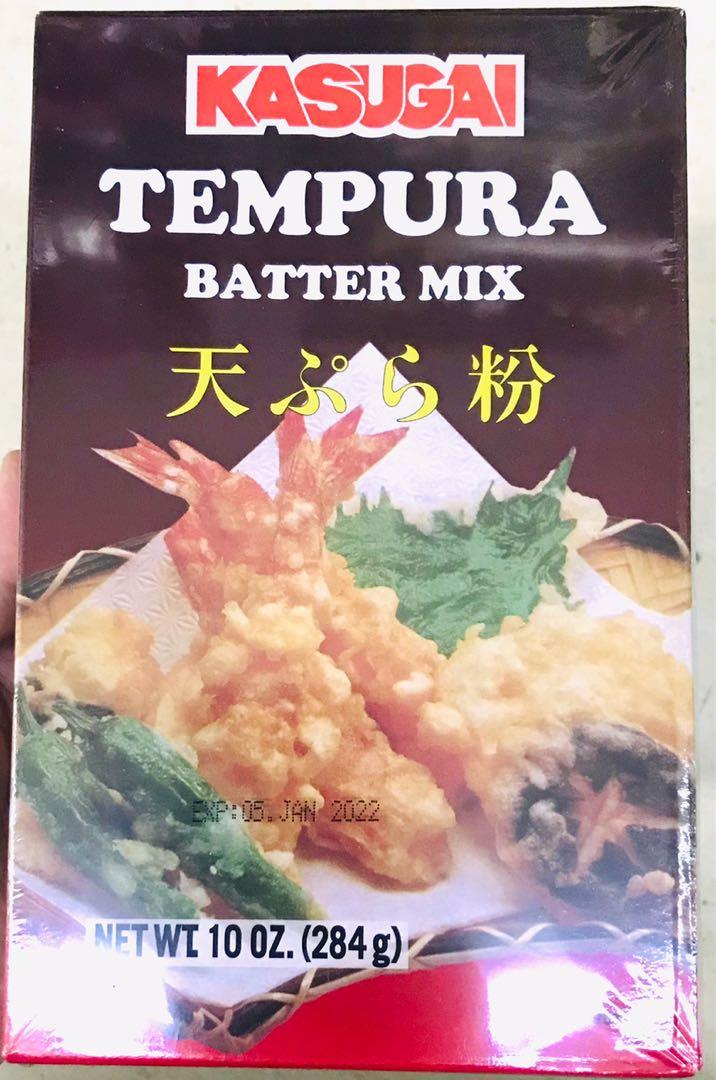 KASUGAI
TEMPURA
BATTER MIX
天ぷら粉
EXP:05.JAN 2022
NET WT. 10 OZ. (284 g)